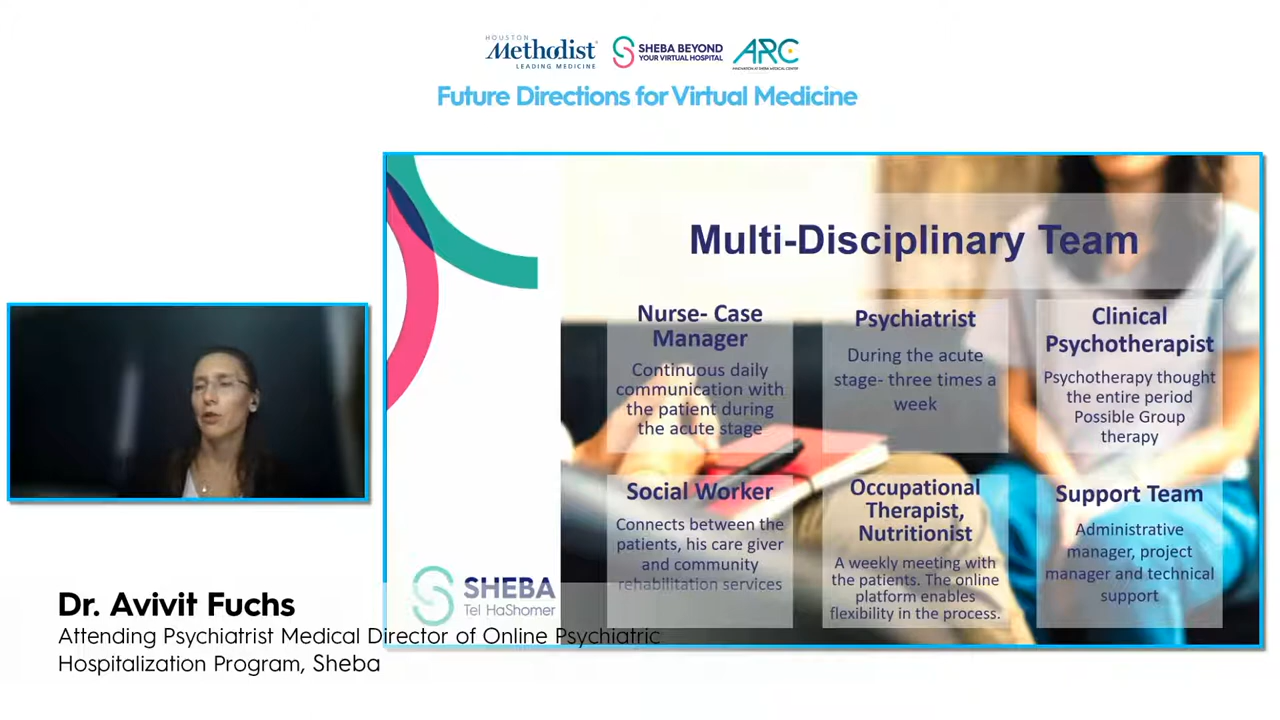 HOUSTON
Methodist
LEADING MEDICINE
SHEBA BEYOND
YOUR VIRTUAL HOSPITAL
ARC
INNOVATION AT SHEBA MEDICAL CENTER
Future Directions for Virtual Medicine
Multi-Disciplinary Team
Nurse- Case
Manager
Continuous daily
communication with
the patient during
the acute stage
Psychiatrist
During the acute
stage- three times a
week
Clinical
Psychotherapist
Psychotherapy thought
the entire period
Possible Group
therapy
Social Worker
Connects between the
patients, his care giver
and community
rehabilitation services
Occupational
Therapist,
Nutritionist
A weekly meeting with
the patients. The online
platform enables
flexibility in the process.
Support Team
Administrative
manager, project
manager and technical
support
SHEBA
Tel HaShomer
Dr. Avivit Fuchs
Attending Psychiatrist Medical Director of Online Psychiatric
Hospitalization Program, Sheba